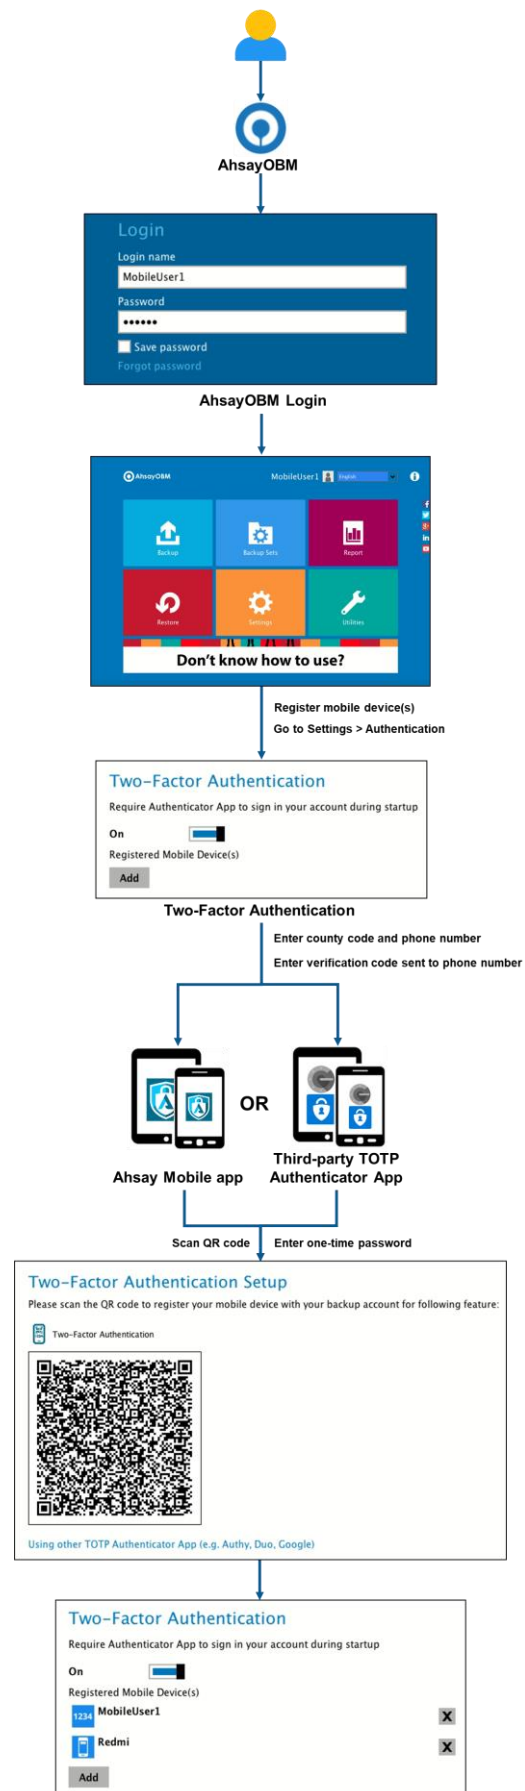 AhsayOBM
Login
Login name
MobileUser1
Password
••••••
Save password
Forgot password
AhsayOBM Login
AhsayOBM
MobileUser1
English
Backup
Backup Sets
Report
Restore
Settings
Utilities
Don't know how to use?
Register mobile device(s)
Go to Settings > Authentication
Two-Factor Authentication
Require Authenticator App to sign in your account during startup
On
Registered Mobile Device(s)
Add
Two-Factor Authentication
Enter county code and phone number
Enter verification code sent to phone number
OR
Ahsay Mobile app
Third-party TOTP
Authenticator App
Scan QR code
Enter one-time password
Two-Factor Authentication Setup
Please scan the QR code to register your mobile device with your backup account for following feature:
Two-Factor Authentication
Using other TOTP Authenticator App (e.g. Authy, Duo, Google)
Two-Factor Authentication
Require Authenticator App to sign in your account during startup
On
Registered Mobile Device(s)
1234 MobileUser1 X
Redmi X
Add